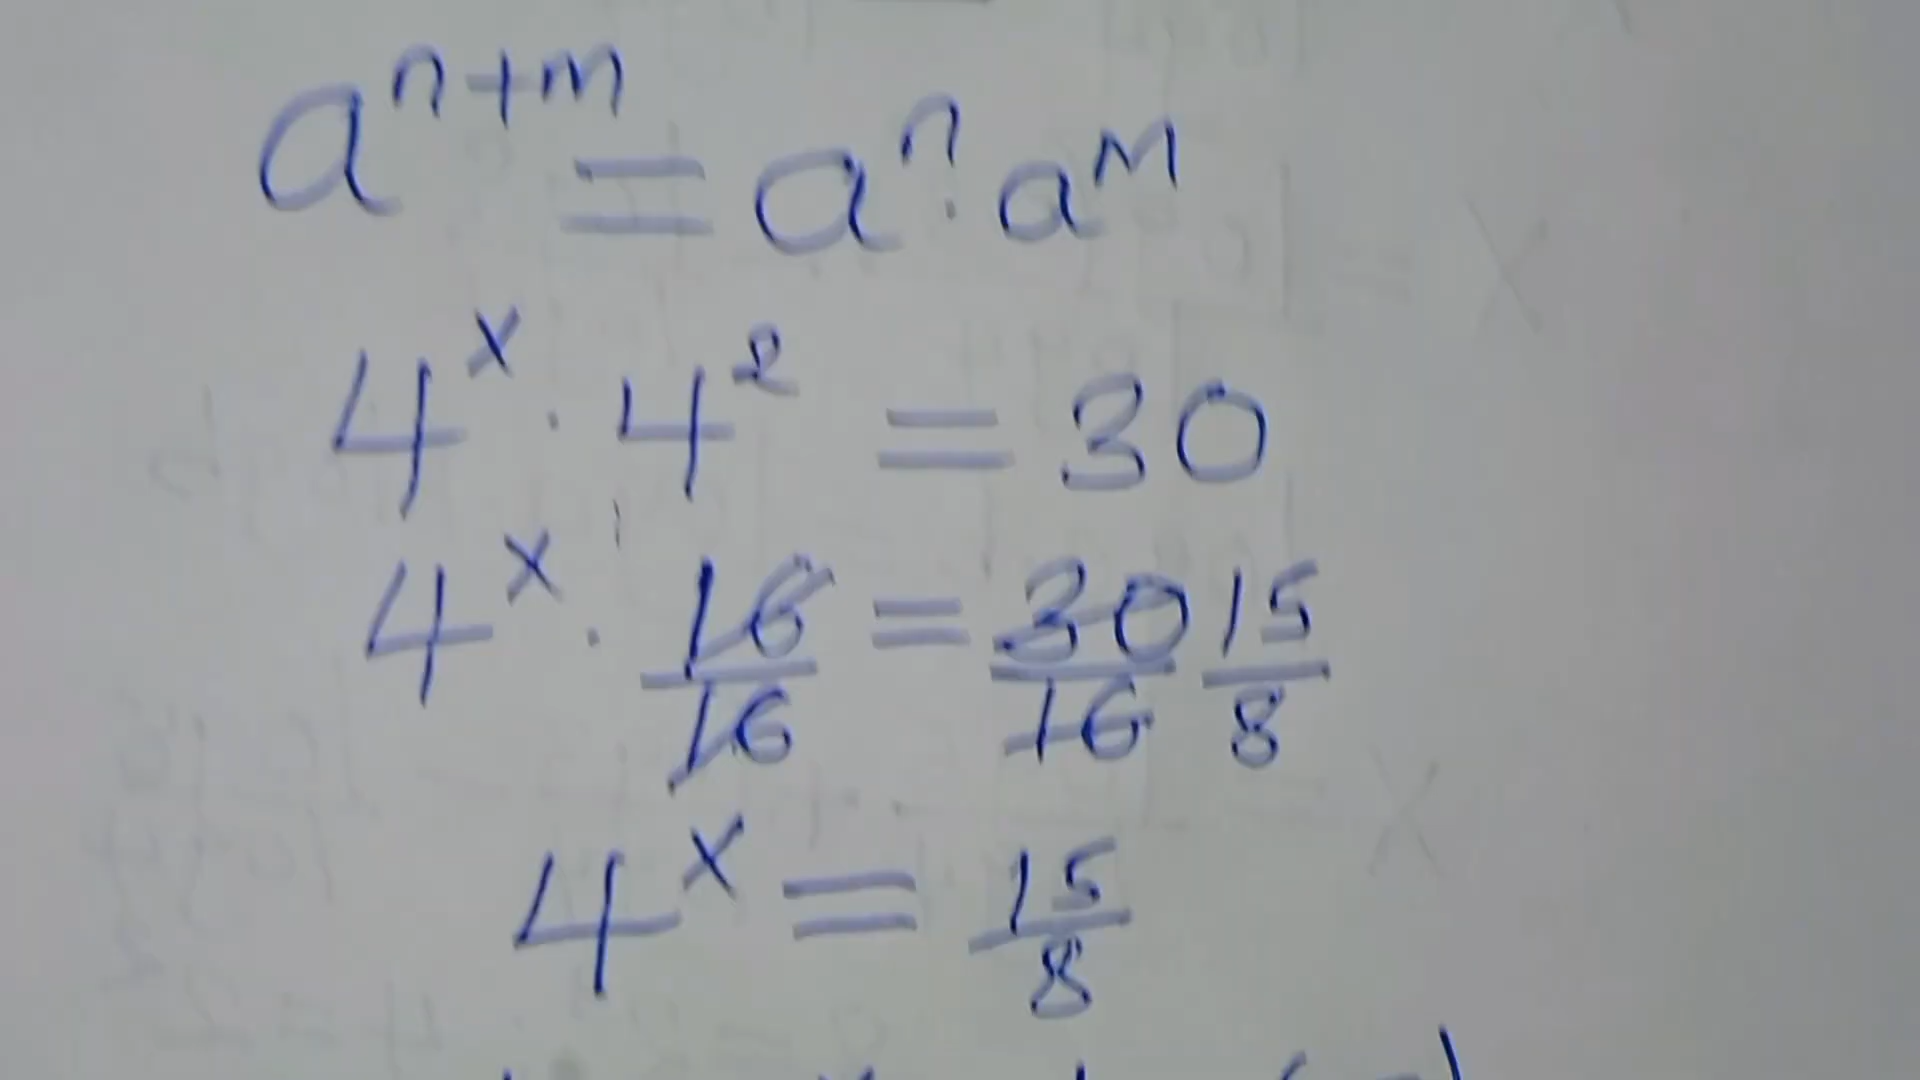 a^{n+m} = a^n · a^m
4^x · 4^2 = 30
4^x · 16/16 = 30/16 15/8
4^x = 15/8